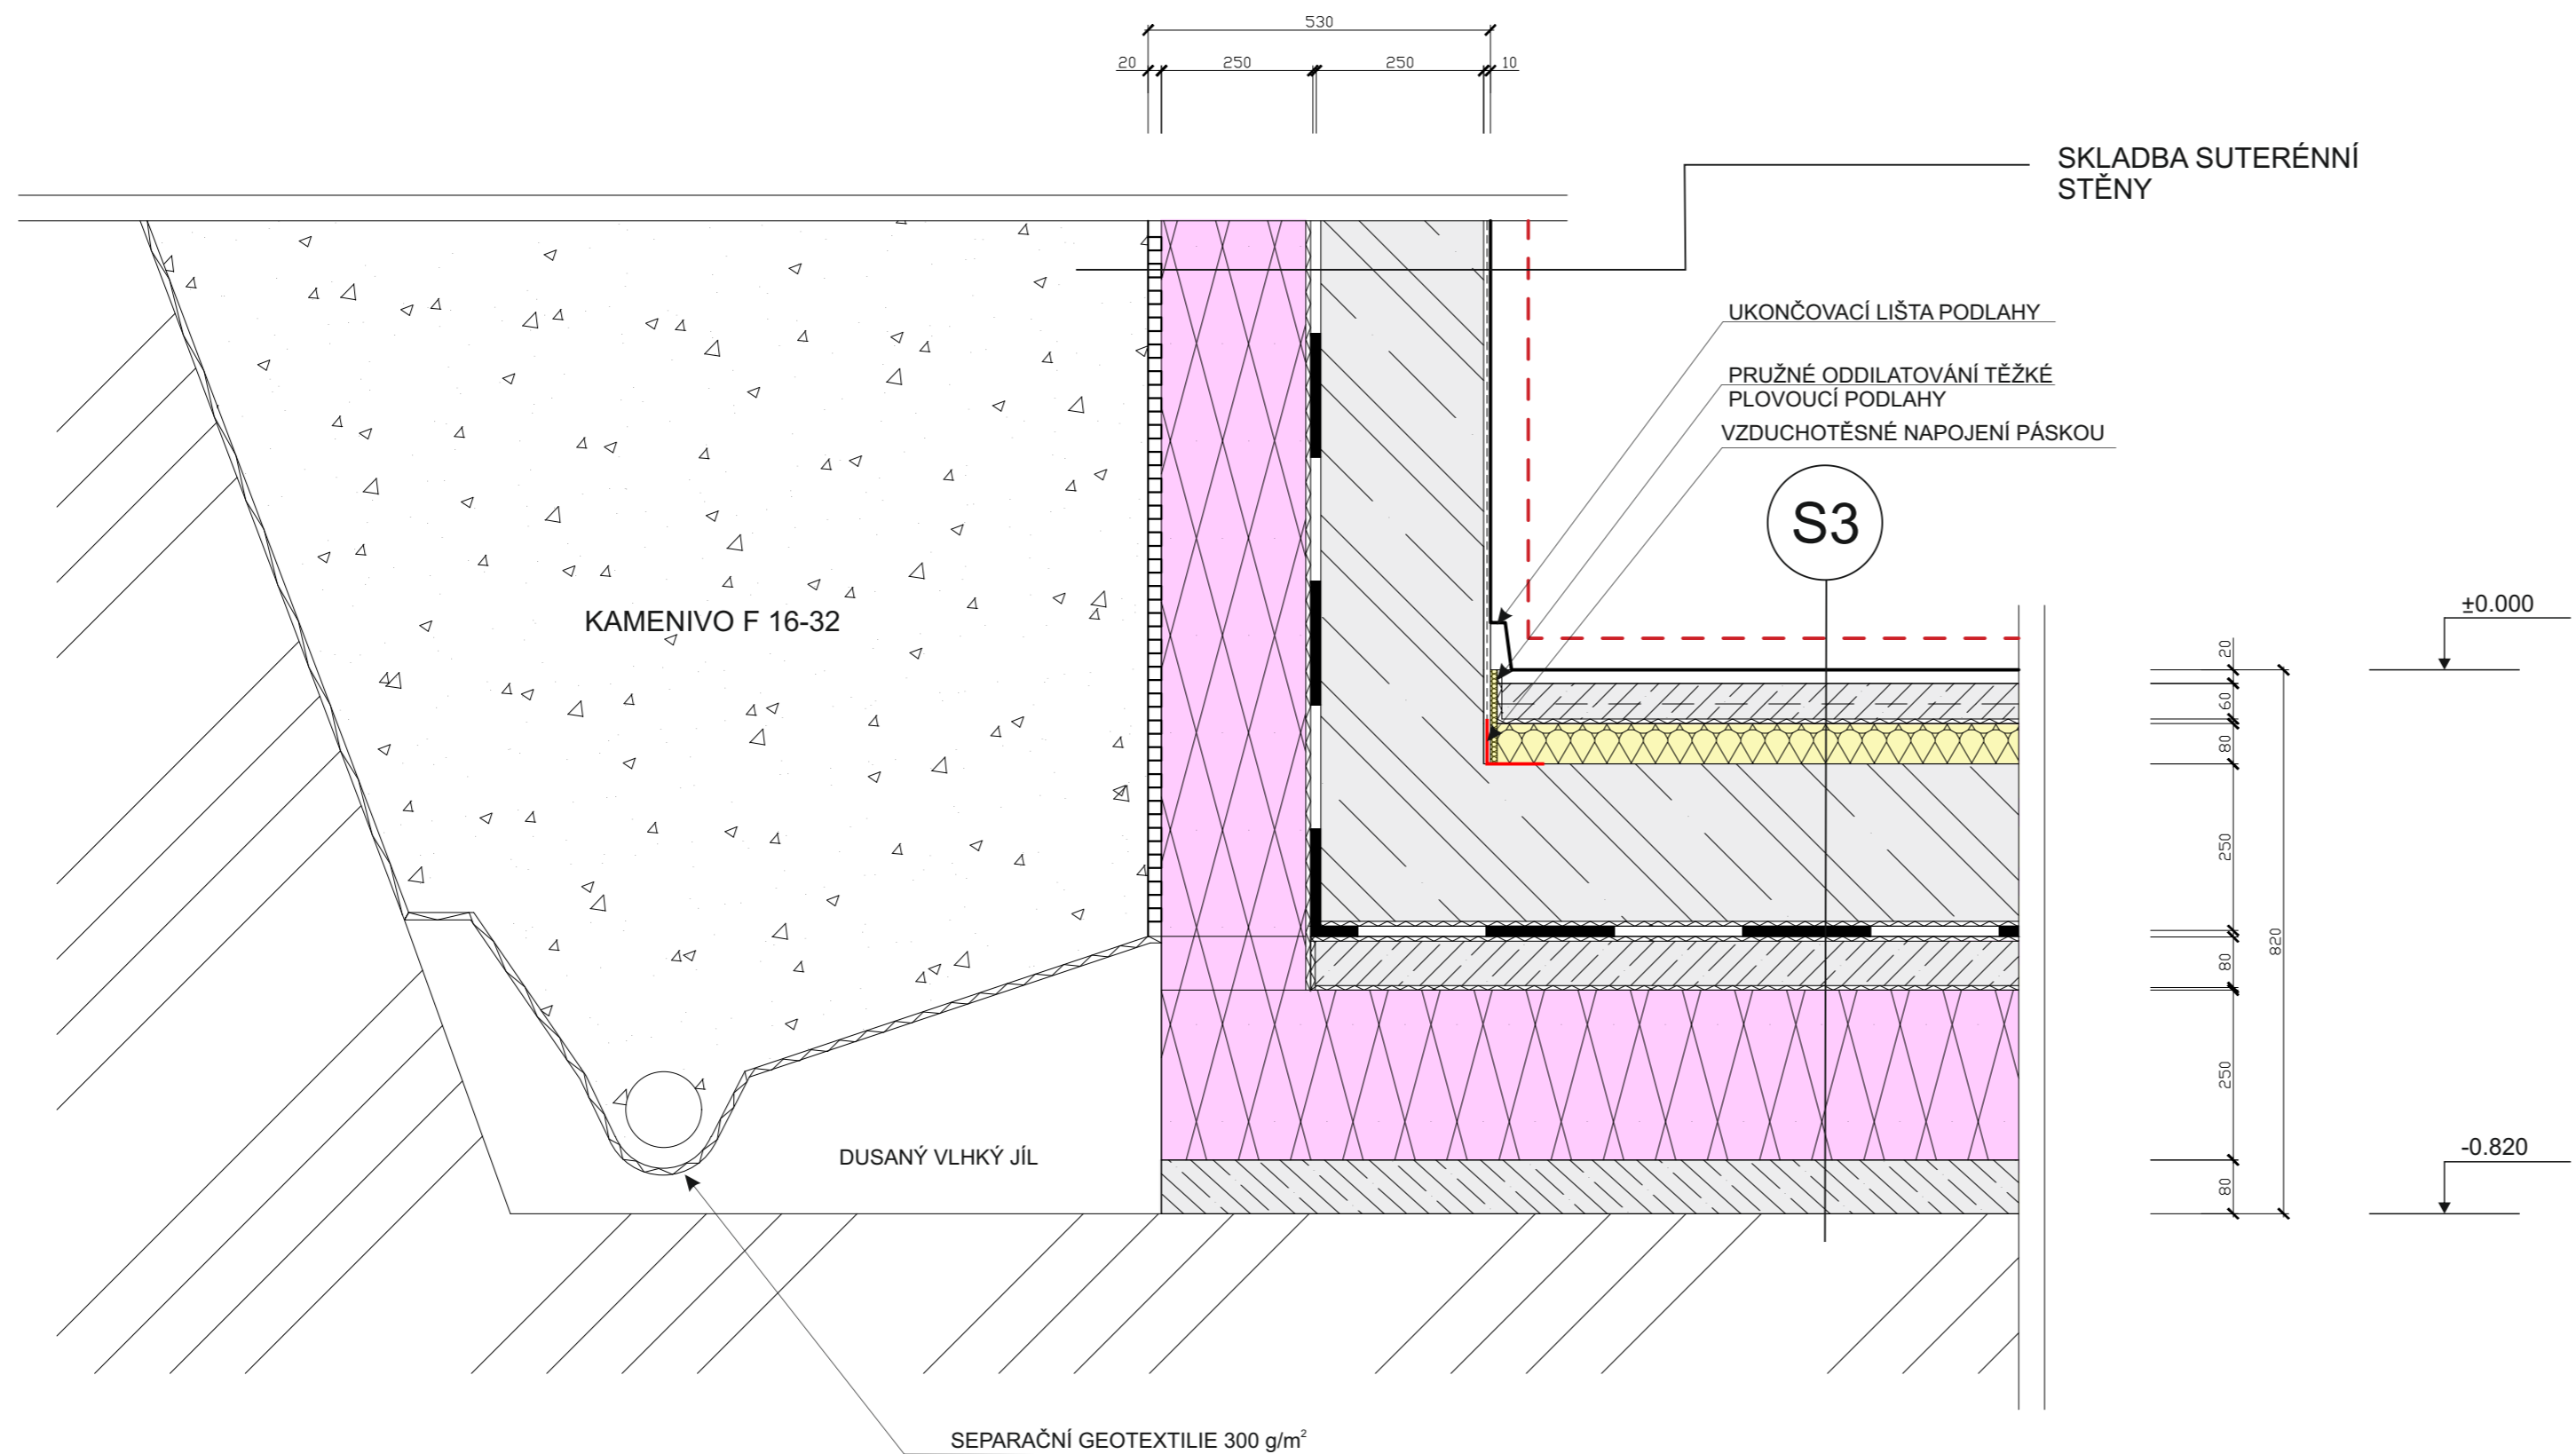 530
20
250
250
10
SKLADBA SUTERÉNNÍ
STĚNY
UKONČOVACÍ LIŠTA PODLAHY
PRUŽNÉ ODDILATOVÁNÍ TĚŽKÉ
PLOVOUCÍ PODLAHY
VZDUCHOTĚSNÉ NAPOJENÍ PÁSKOU
S3
KAMENIVO F 16-32
±0.000
20
60
80
250
80
820
250
80
-0.820
DUSANÝ VLHKÝ JÍL
SEPARAČNÍ GEOTEXTILIE 300 g/m²